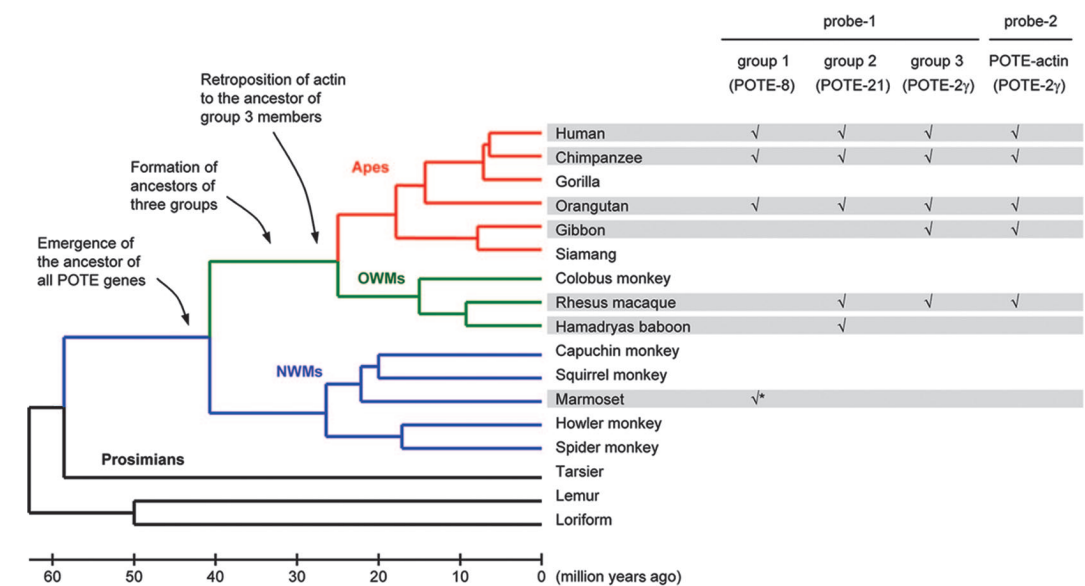 probe-1 probe-2
group 1 group 2 group 3 POTE-actin
(POTE-8) (POTE-21) (POTE-2γ) (POTE-2γ)
Retroposition of actin
to the ancestor of
group 3 members
Formation of
ancestors of
three groups
Emergence of
the ancestor of
all POTE genes
Apes
OWMs
NWMs
Prosimians
Human √ √ √ √
Chimpanzee √ √ √ √
Gorilla
Orangutan √ √ √ √
Gibbon √ √
Siamang
Colobus monkey
Rhesus macaque √ √ √
Hamadryas baboon √
Capuchin monkey
Squirrel monkey
Marmoset √*
Howler monkey
Spider monkey
Tarsier
Lemur
Loriform
60 50 40 30 20 10 0 (million years ago)